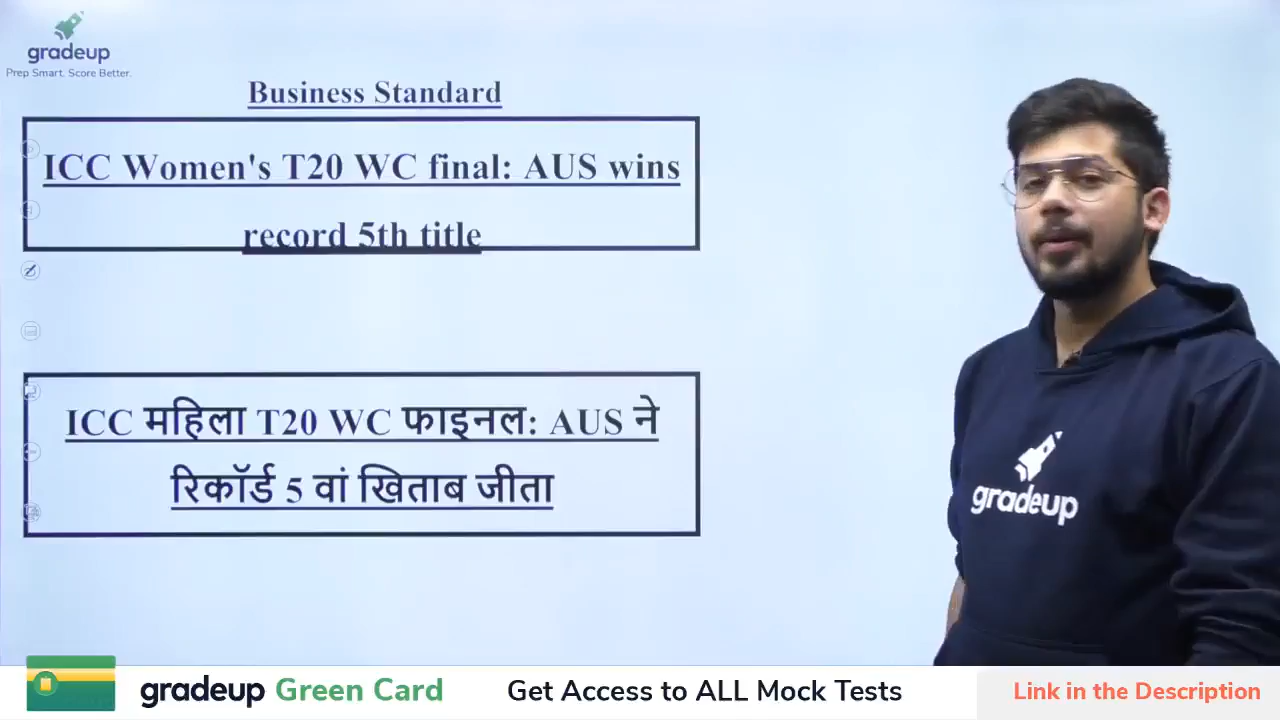 gradeup
Prep Smart. Score Better.
Business Standard
ICC Women's T20 WC final: AUS wins
record 5th title
ICC महिला T20 WC फाइनल: AUS ने
रिकॉर्ड 5 वां खिताब जीता
gradeup
gradeup Green Card
Get Access to ALL Mock Tests
Link in the Description